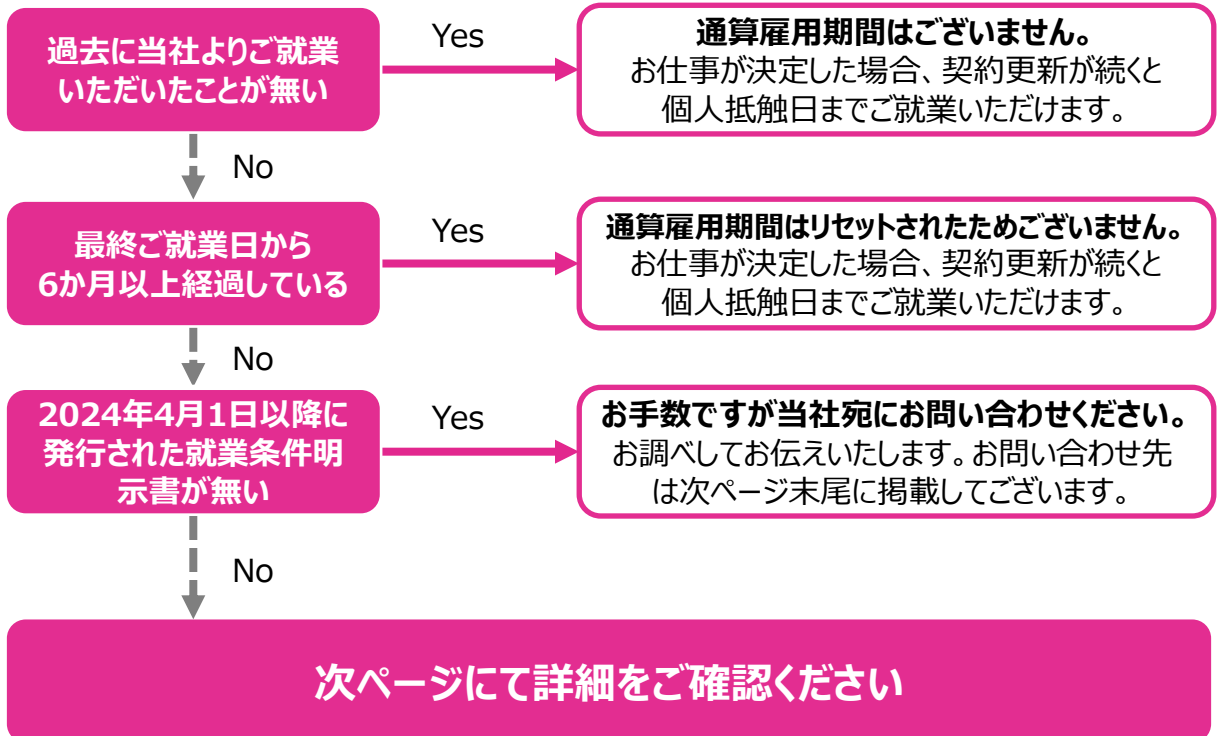 過去に当社よりご就業
いただいたことが無い
Yes
通算雇用期間はございません。
お仕事が決定した場合、契約更新が続くと
個人抵触日までご就業いただけます。
No
最終ご就業日から
6か月以上経過している
Yes
通算雇用期間はリセットされたためございません。
お仕事が決定した場合、契約更新が続くと
個人抵触日までご就業いただけます。
No
2024年4月1日以降に
発行された就業条件明
示書が無い
Yes
お手数ですが当社宛にお問い合わせください。
お調べしてお伝えいたします。お問い合わせ先
は次ページ末尾に掲載してございます。
No
次ページにて詳細をご確認ください